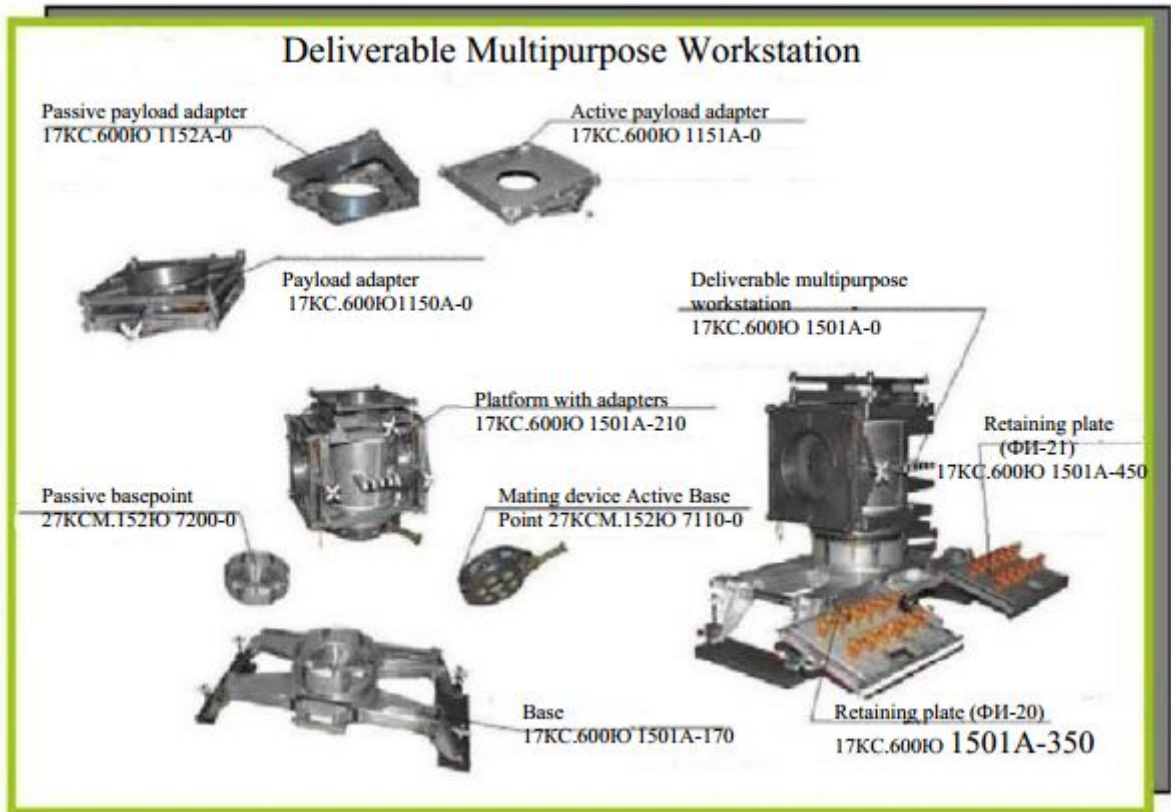 Deliverable Multipurpose Workstation
Passive payload adapter
17КС.600Ю 1152А-0
Active payload adapter
17КС.600Ю 1151А-0
Payload adapter
17КС.600Ю1150А-0
Deliverable multipurpose
workstation
17КС.600Ю 1501А-0
Platform with adapters
17КС.600Ю 1501А-210
Retaining plate
(ФИ-21)
17КС.600Ю 1501А-450
Passive basepoint
27КСМ.152Ю 7200-0
Mating device Active Base
Point 27КСМ.152Ю 7110-0
Base
17КС.600Ю 1501А-170
Retaining plate (ФИ-20)
17КС.600Ю 1501А-350